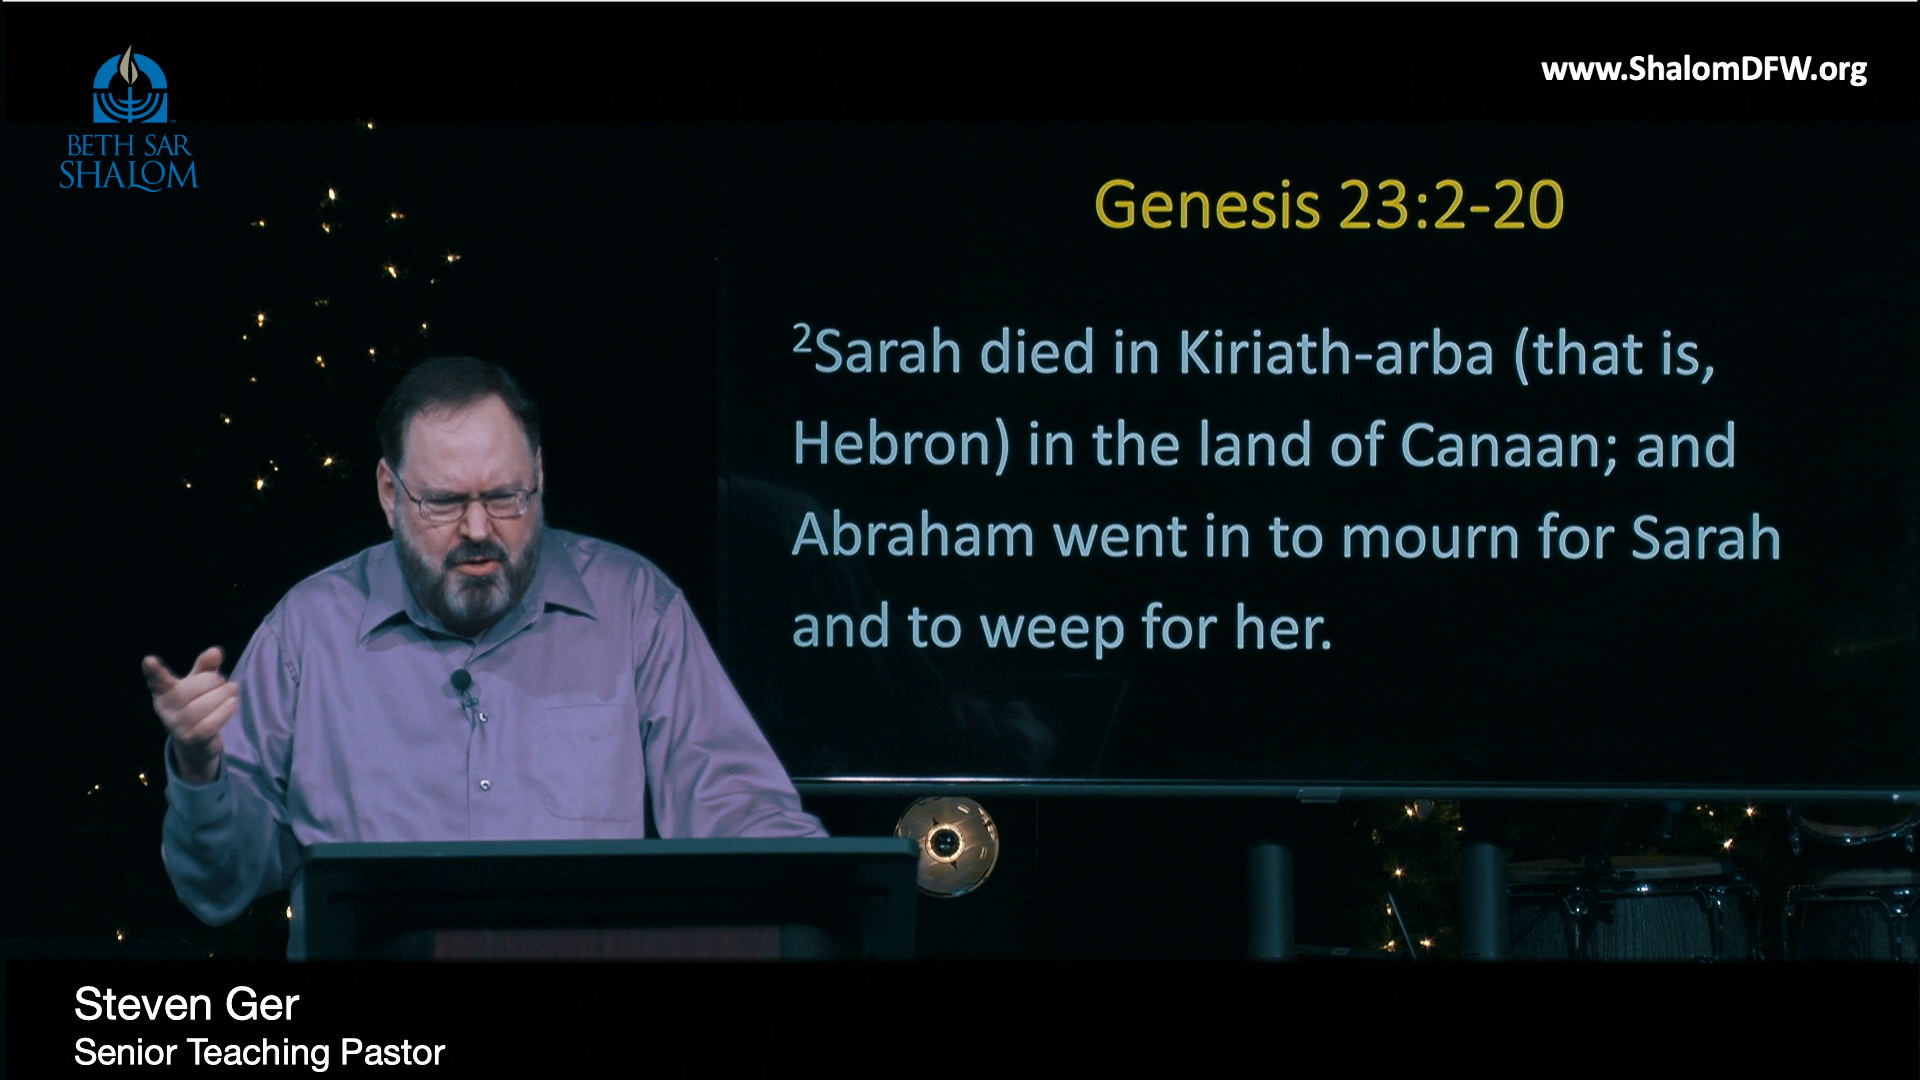 BETH SAR
SHALOM
www.ShalomDFW.org
Genesis 23:2-20
²Sarah died in Kiriath-arba (that is,
Hebron) in the land of Canaan; and
Abraham went in to mourn for Sarah
and to weep for her.
Steven Ger
Senior Teaching Pastor